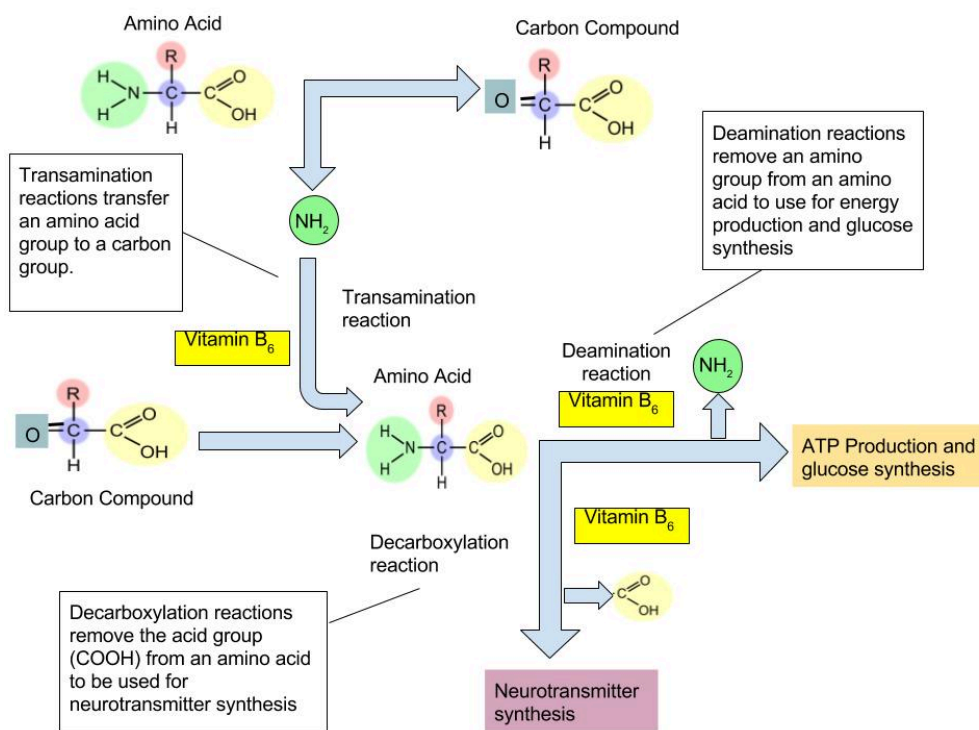 Amino Acid
H
N
H
R
C
H
C
O
OH
Carbon Compound
O
R
C
H
C
O
OH
Transamination
reactions transfer
an amino acid
group to a carbon
group.
Deamination reactions
remove an amino
group from an amino
acid to use for energy
production and glucose
synthesis
NH2
Transamination
reaction
Vitamin B6
Deamination
reaction
Vitamin B6
NH2
R
O
C
H
C
O
OH
Carbon Compound
Amino Acid
H
N
H
R
C
H
C
O
OH
ATP Production and
glucose synthesis
Vitamin B6
Decarboxylation
reaction
C
O
OH
Decarboxylation reactions
remove the acid group
(COOH) from an amino acid
to be used for
neurotransmitter synthesis
Neurotransmitter
synthesis